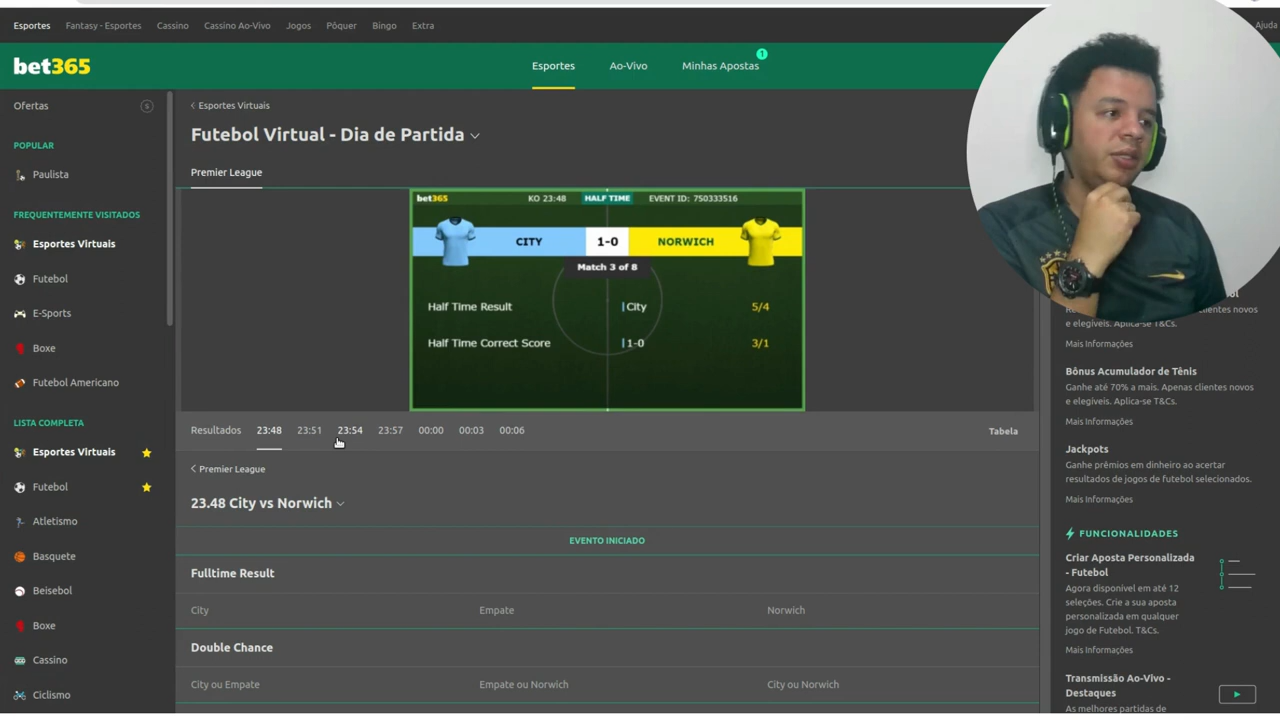 Esportes Fantasy - Esportes Cassino Cassino Ao-Vivo Jogos Pôquer Bingo Extra Ajuda
bet365 Esportes Ao-Vivo Minhas Apostas 1
Ofertas 5
POPULAR
Paulista
FREQUENTEMENTE VISITADOS
Esportes Virtuais
Futebol
E-Sports
Boxe
Futebol Americano
LISTA COMPLETA
Esportes Virtuais
Futebol
Atletismo
Basquete
Beisebol
Boxe
Cassino
Ciclismo
Esportes Virtuais
Futebol Virtual - Dia de Partida
Premier League
bet365 KO 23:48 HALF TIME EVENT ID: 750333516
CITY 1-0 NORWICH
Match 3 of 8
Half Time Result City 5/4
Half Time Correct Score 1-0 3/1
Resultados 23:48 23:51 23:54 23:57 00:00 00:03 00:06 Tabela
Premier League
23.48 City vs Norwich
EVENTO INICIADO
Fulltime Result
City Empate Norwich
Double Chance
City ou Empate Empate ou Norwich City ou Norwich
clientes novos
e elegíveis. Aplica-se T&Cs.
Mais Informações
Bônus Acumulador de Tênis
Ganhe até 70% a mais. Apenas clientes novos
e elegíveis. Aplica-se T&Cs.
Mais Informações
Jackpots
Ganhe prêmios em dinheiro ao acertar
resultados de jogos de futebol selecionados.
Mais Informações
FUNCIONALIDADES
Criar Aposta Personalizada
- Futebol
Agora disponível em até 12
seleções. Crie a sua aposta
personalizada em qualquer
jogo de Futebol. T&Cs.
Mais Informações
Transmissão Ao-Vivo -
Destaques
As melhores partidas de